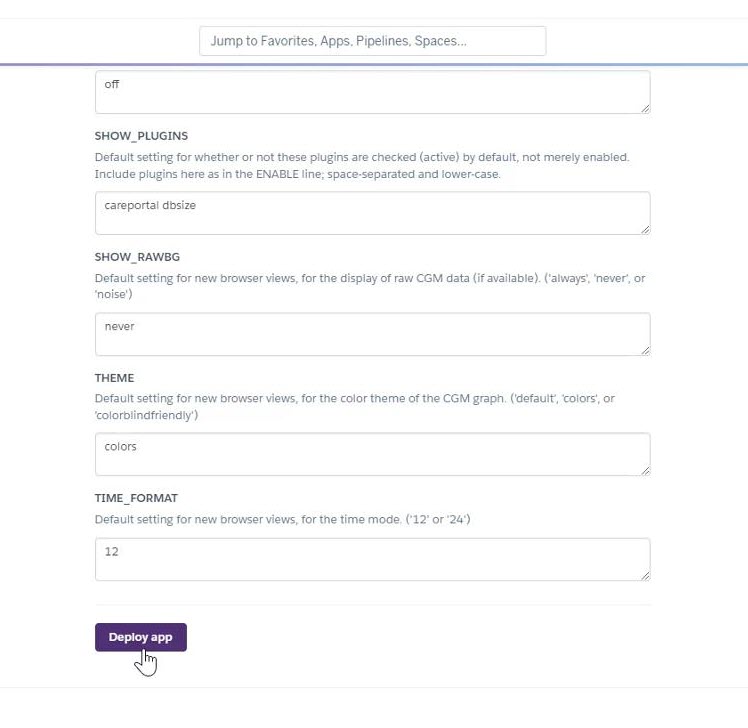 Jump to Favorites, Apps, Pipelines, Spaces...
off
SHOW_PLUGINS
Default setting for whether or not these plugins are checked (active) by default, not merely enabled.
Include plugins here as in the ENABLE line; space-separated and lower-case.
careportal dbsize
SHOW_RAWBG
Default setting for new browser views, for the display of raw CGM data (if available). ('always', 'never', or
'noise')
never
THEME
Default setting for new browser views, for the color theme of the CGM graph. ('default', 'colors', or
'colorblindfriendly')
colors
TIME_FORMAT
Default setting for new browser views, for the time mode. ('12' or '24')
12
Deploy app